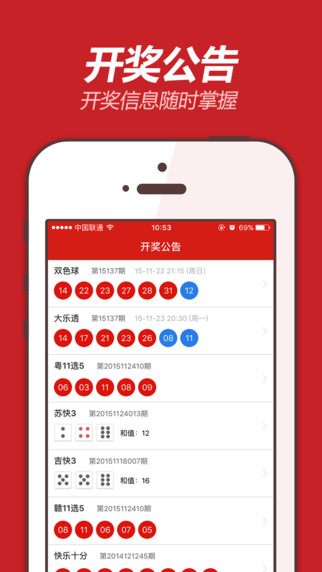 开奖公告
开奖信息随时掌握
中国联通 10:53 69%
开奖公告
双色球 第15137期 15-11-22 21:15 (周日)
14 22 23 27 28 31 12
大乐透 第15137期 15-11-23 20:30 (周一)
14 17 21 23 26 08 11
粤11选5 第2015112410期
06 03 11 08 09
苏快3 第20151124013期
和值：12
吉快3 第20151118007期
和值：16
赣11选5 第2015112410期
08 11 06 07 05
快乐十分 第2014121245期